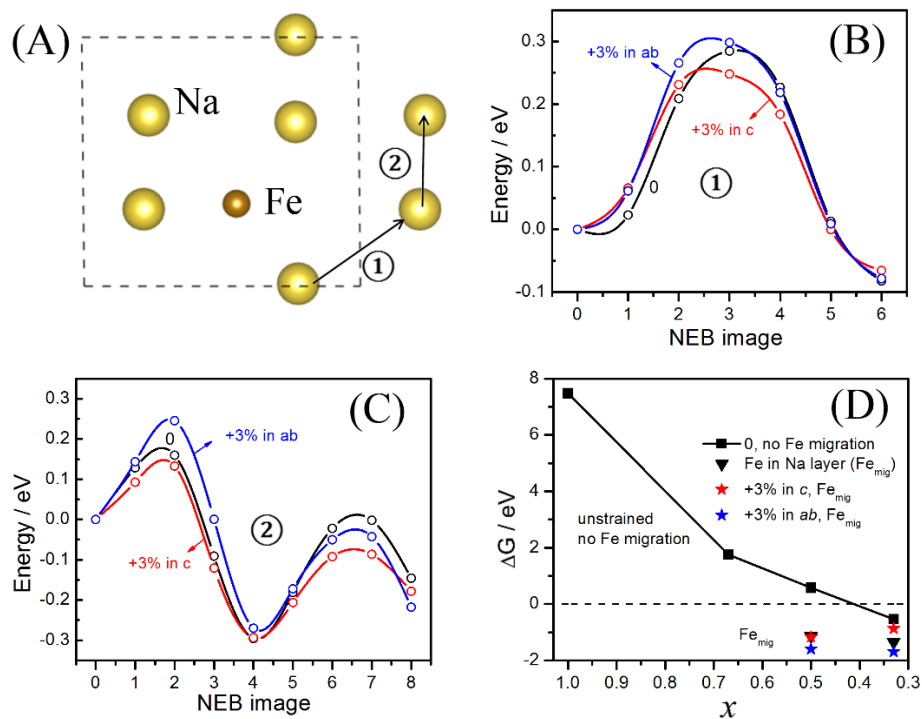 (A)
Na
Fe
②
①
(B)
Energy / eV
0.3
0.2
0.1
0.0
-0.1
+3% in ab
+3% in c
0
①
0 1 2 3 4 5 6
NEB image
(C)
Energy / eV
0.3
0.2
0.1
0.0
-0.1
-0.2
-0.3
0
+3% in ab
+3% in c
②
0 1 2 3 4 5 6 7 8
NEB image
(D)
ΔG / eV
8
6
4
2
0
-2
0, no Fe migration
Fe in Na layer (Femig)
+3% in c, Femig
+3% in ab, Femig
unstrained
no Fe migration
Femig
1.0 0.9 0.8 0.7 0.6 0.5 0.4 0.3
x